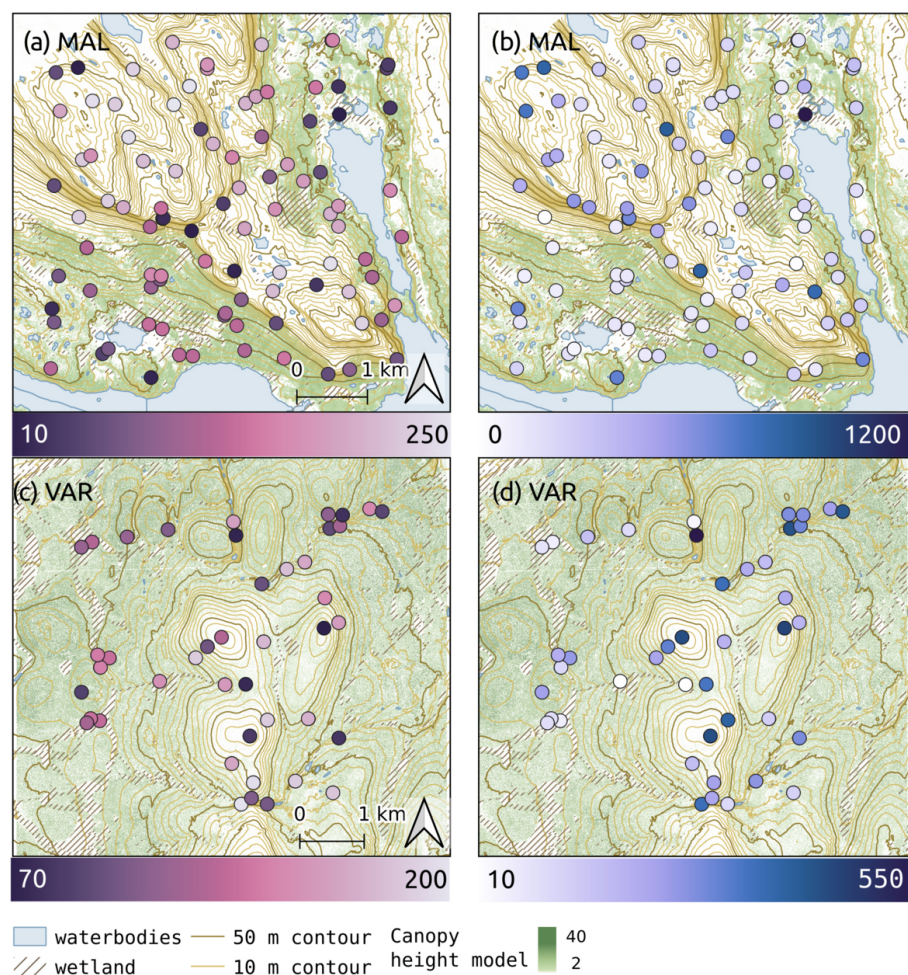 (a) MAL
(b) MAL
0 1 km
10 250
0 1200
(c) VAR
(d) VAR
0 1 km
70 200
10 550
waterbodies
50 m contour
Canopy
height model
40
2
wetland
10 m contour